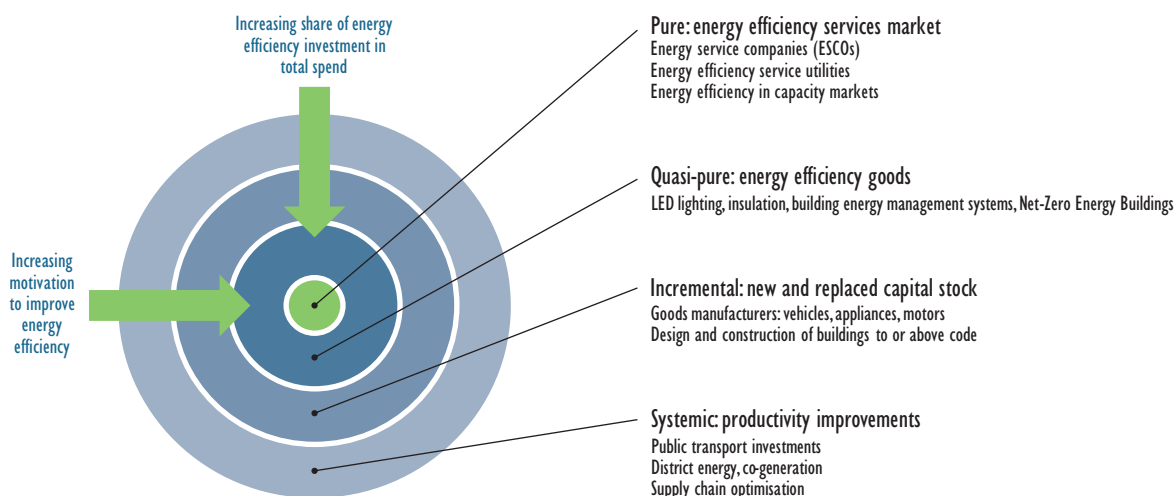 Increasing share of energy
efficiency investment in
total spend
Increasing
motivation
to improve
energy
efficiency
Pure: energy efficiency services market
Energy service companies (ESCOs)
Energy efficiency service utilities
Energy efficiency in capacity markets
Quasi-pure: energy efficiency goods
LED lighting, insulation, building energy management systems, Net-Zero Energy Buildings
Incremental: new and replaced capital stock
Goods manufacturers: vehicles, appliances, motors
Design and construction of buildings to or above code
Systemic: productivity improvements
Public transport investments
District energy, co-generation
Supply chain optimisation